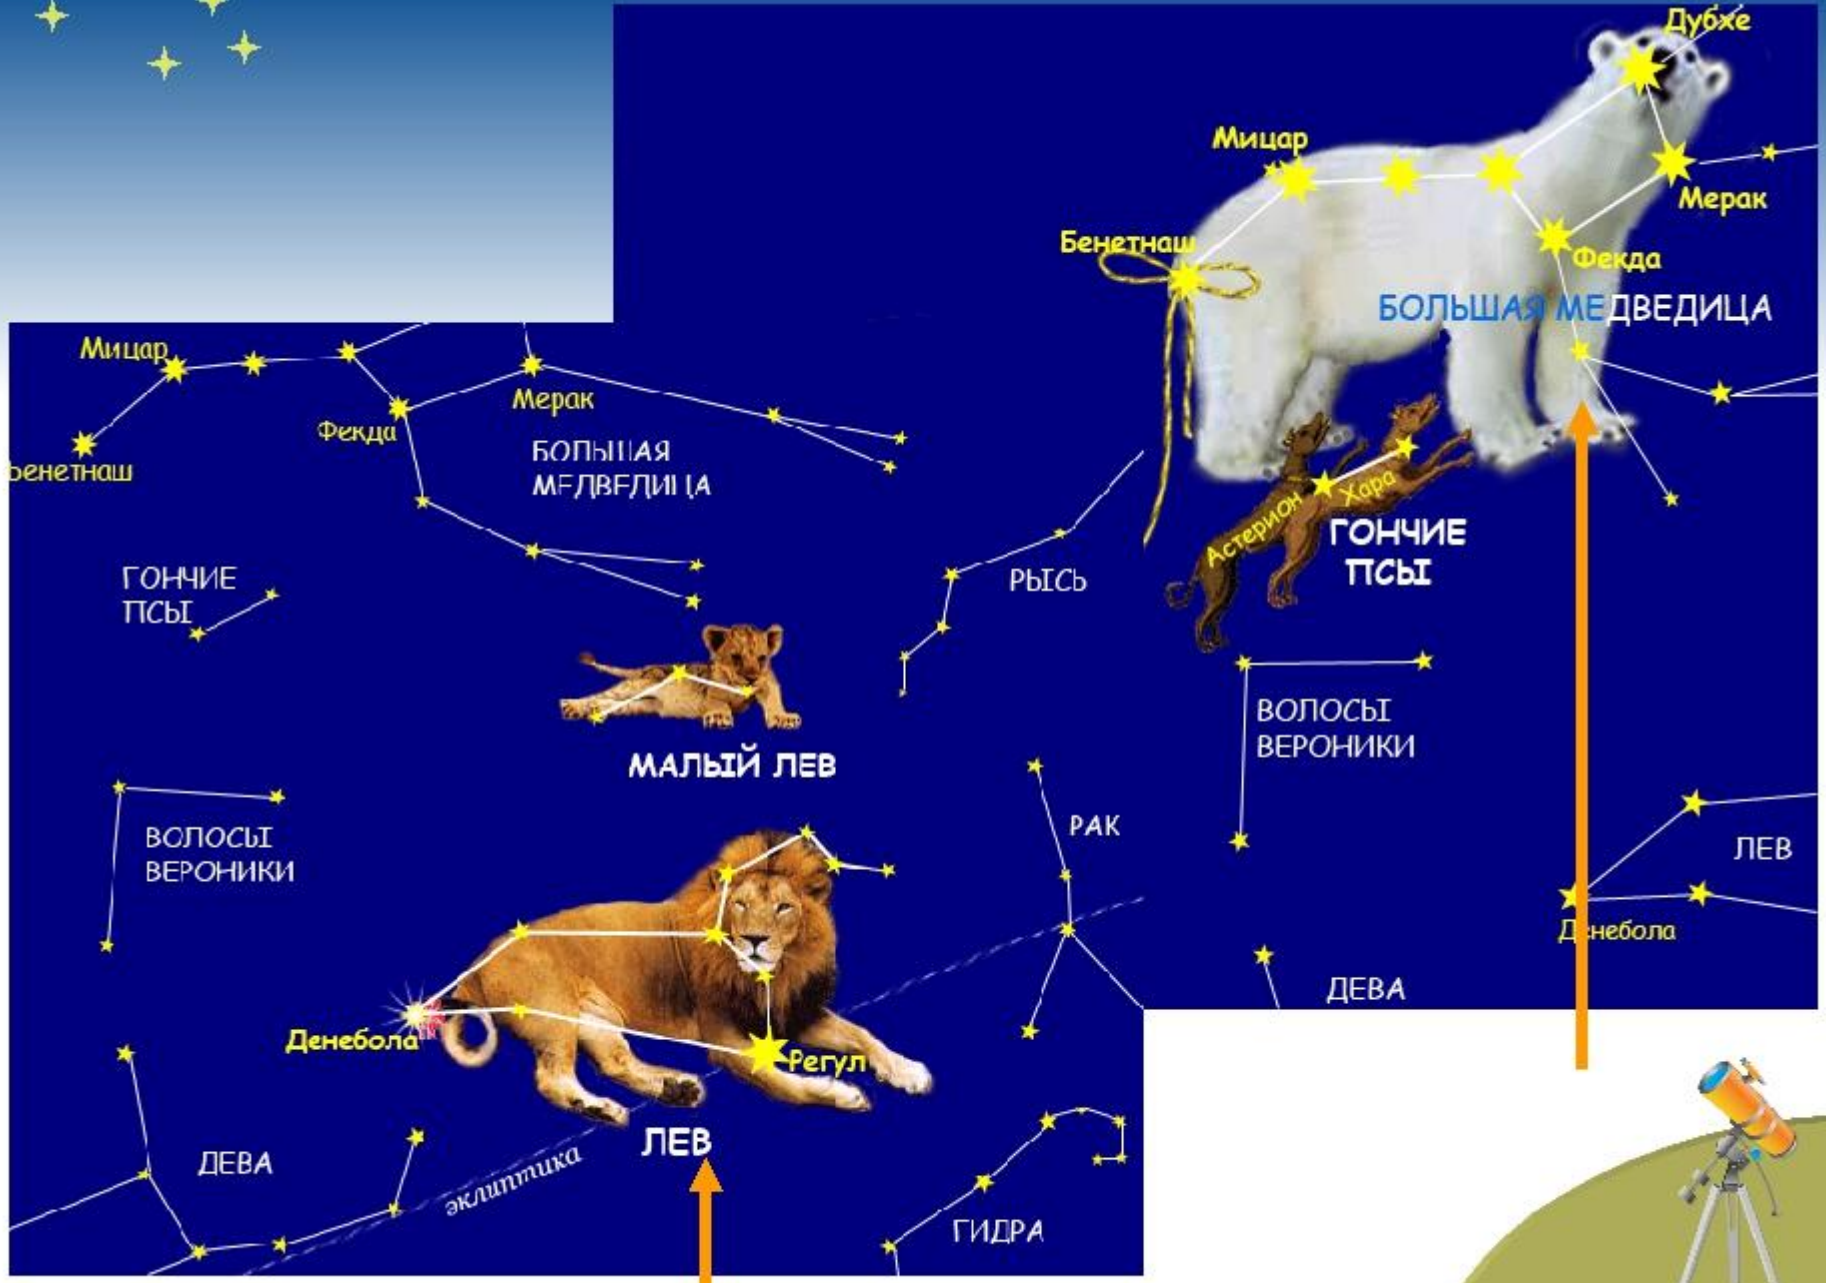 Дубхе
Мицар
Мерак
Бенетнаш
Фекда
БОЛЬШАЯ МЕДВЕДИЦА
Астерион
Хара
ГОНЧИЕ
ПСЫ
ВОЛОСЫ
ВЕРОНИКИ
ЛЕВ
Денебола
ДЕВА
Мицар
Мерак
Фекда
Бенетнаш
БОЛЬШАЯ
МЕДВЕДИЦА
ГОНЧИЕ
ПСЫ
РЫСЬ
МАЛЫЙ ЛЕВ
ВОЛОСЫ
ВЕРОНИКИ
РАК
Денебола
Регул
ЛЕВ
ДЕВА
эклиптика
ГИДРА